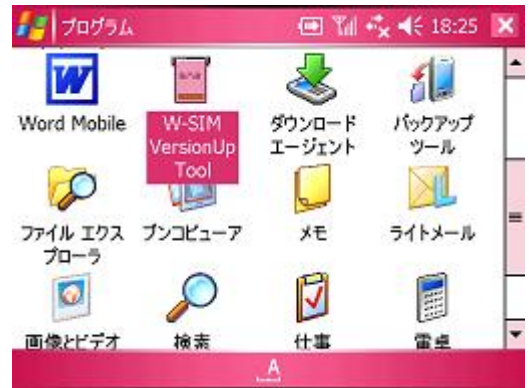 プログラム 18:25
Word Mobile
W-SIM
VersionUp
Tool
ダウンロード
エージェント
バックアップ
ツール
ファイル エクス
プローラ
ブンコビューア
メモ
ライトメール
画像とビデオ
検索
仕事
電卓
A